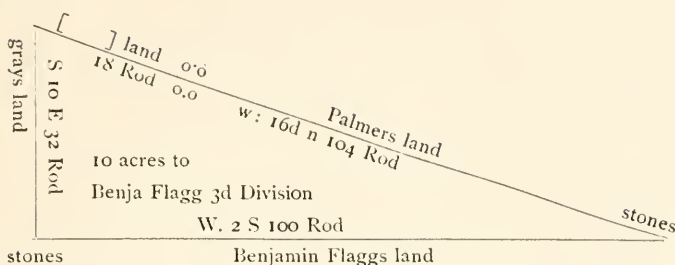 [ ] land
18 Rod
o·o
o.o
w: 16d n 104 Rod
Palmers land
grays land
S 10 E 32 Rod
10 acres to
Benja Flagg 3d Division
W. 2 S 100 Rod
stones
stones
Benjamin Flaggs land